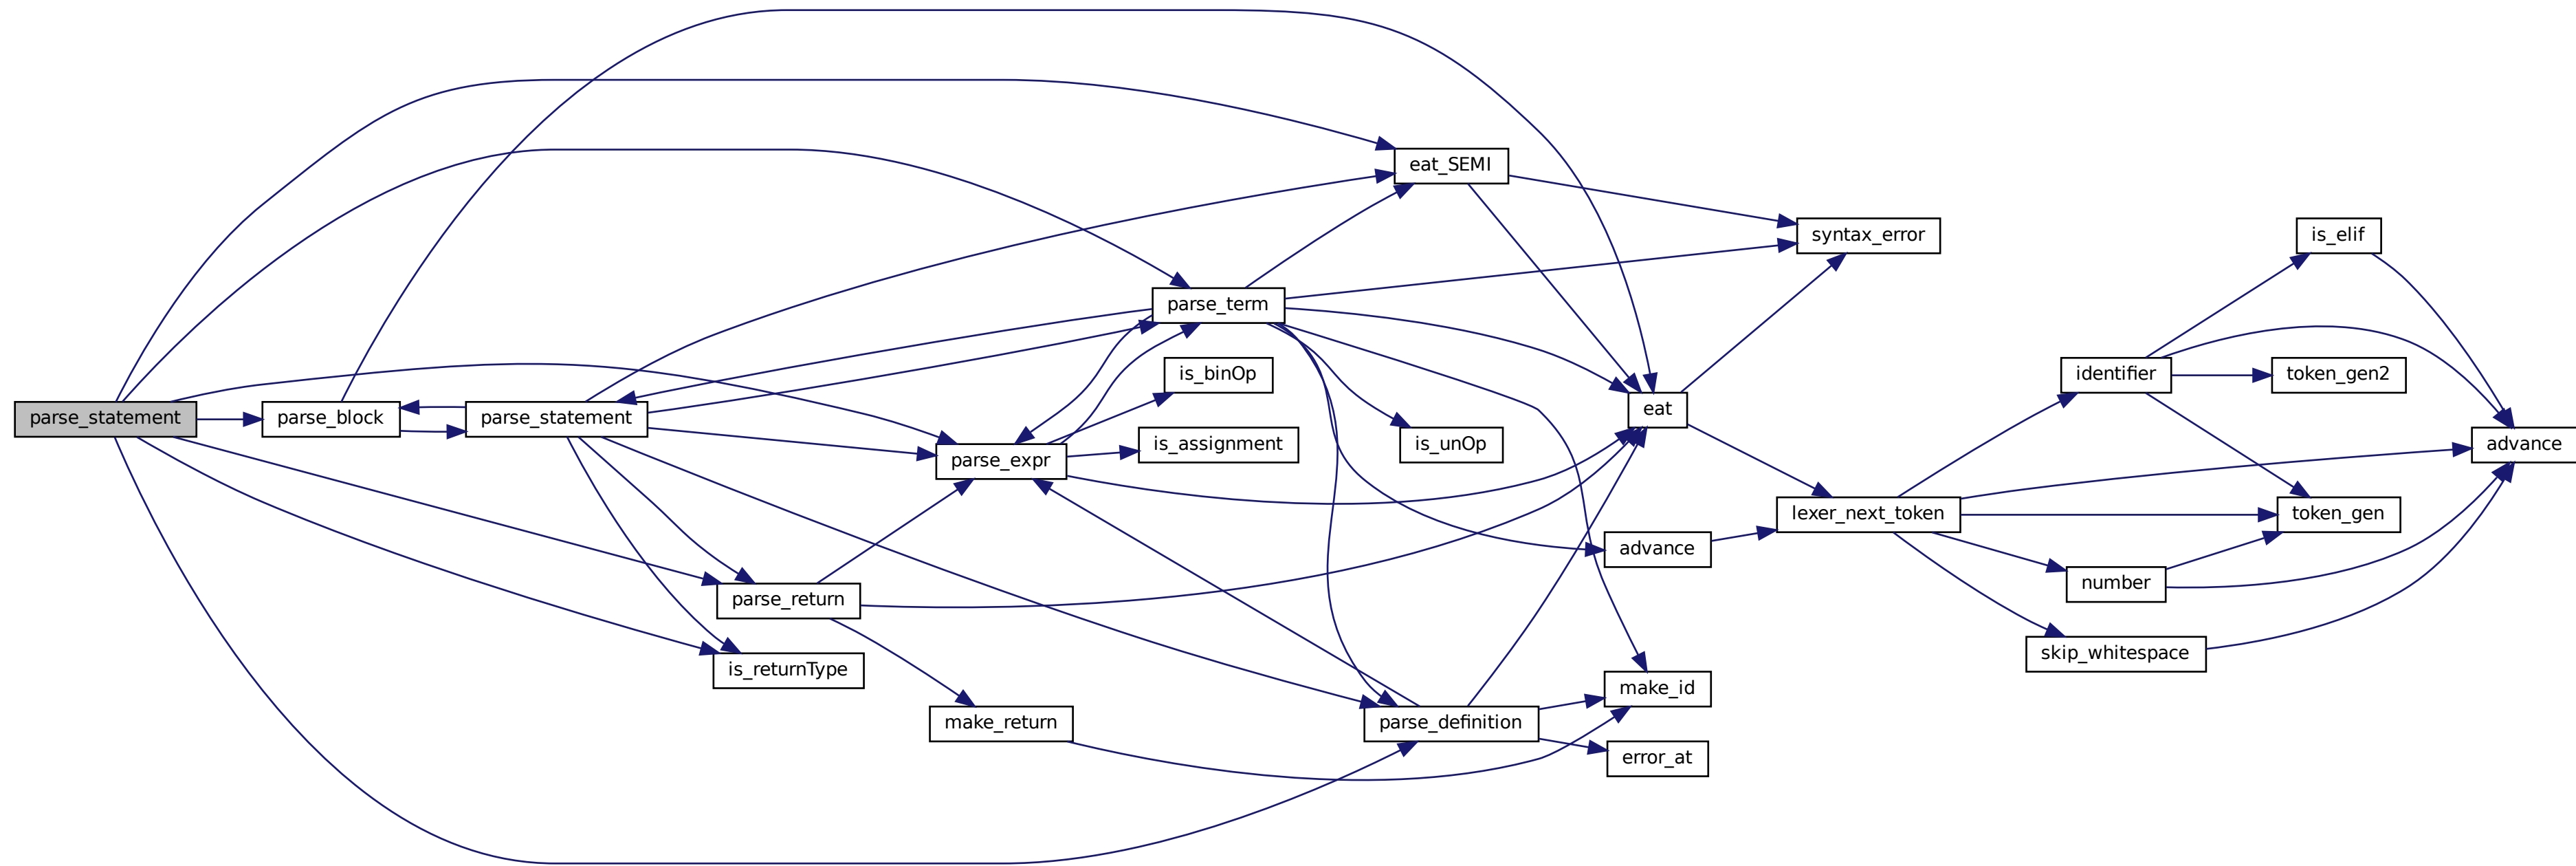 parse_statement
parse_block
parse_statement
parse_return
is_returnType
parse_expr
make_return
parse_term
is_binOp
is_assignment
eat_SEMI
is_unOp
parse_definition
eat
advance
make_id
error_at
syntax_error
lexer_next_token
identifier
number
skip_whitespace
is_elif
token_gen2
token_gen
advance